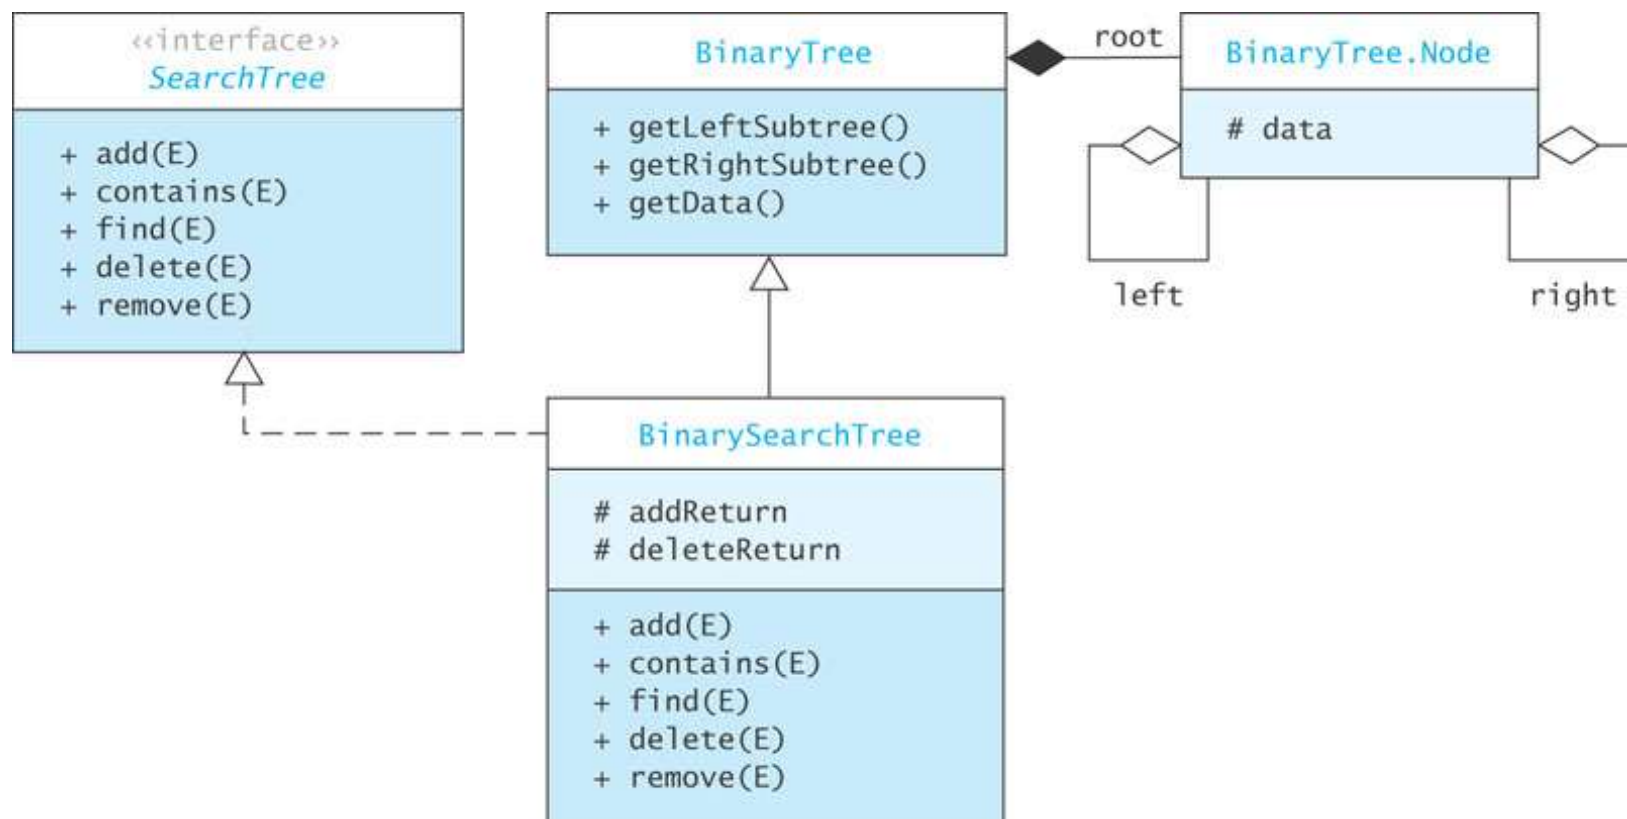 ‹‹interface››
SearchTree
+ add(E)
+ contains(E)
+ find(E)
+ delete(E)
+ remove(E)
BinaryTree
+ getLeftSubtree()
+ getRightSubtree()
+ getData()
root
BinaryTree.Node
# data
left
right
BinarySearchTree
# addReturn
# deleteReturn
+ add(E)
+ contains(E)
+ find(E)
+ delete(E)
+ remove(E)